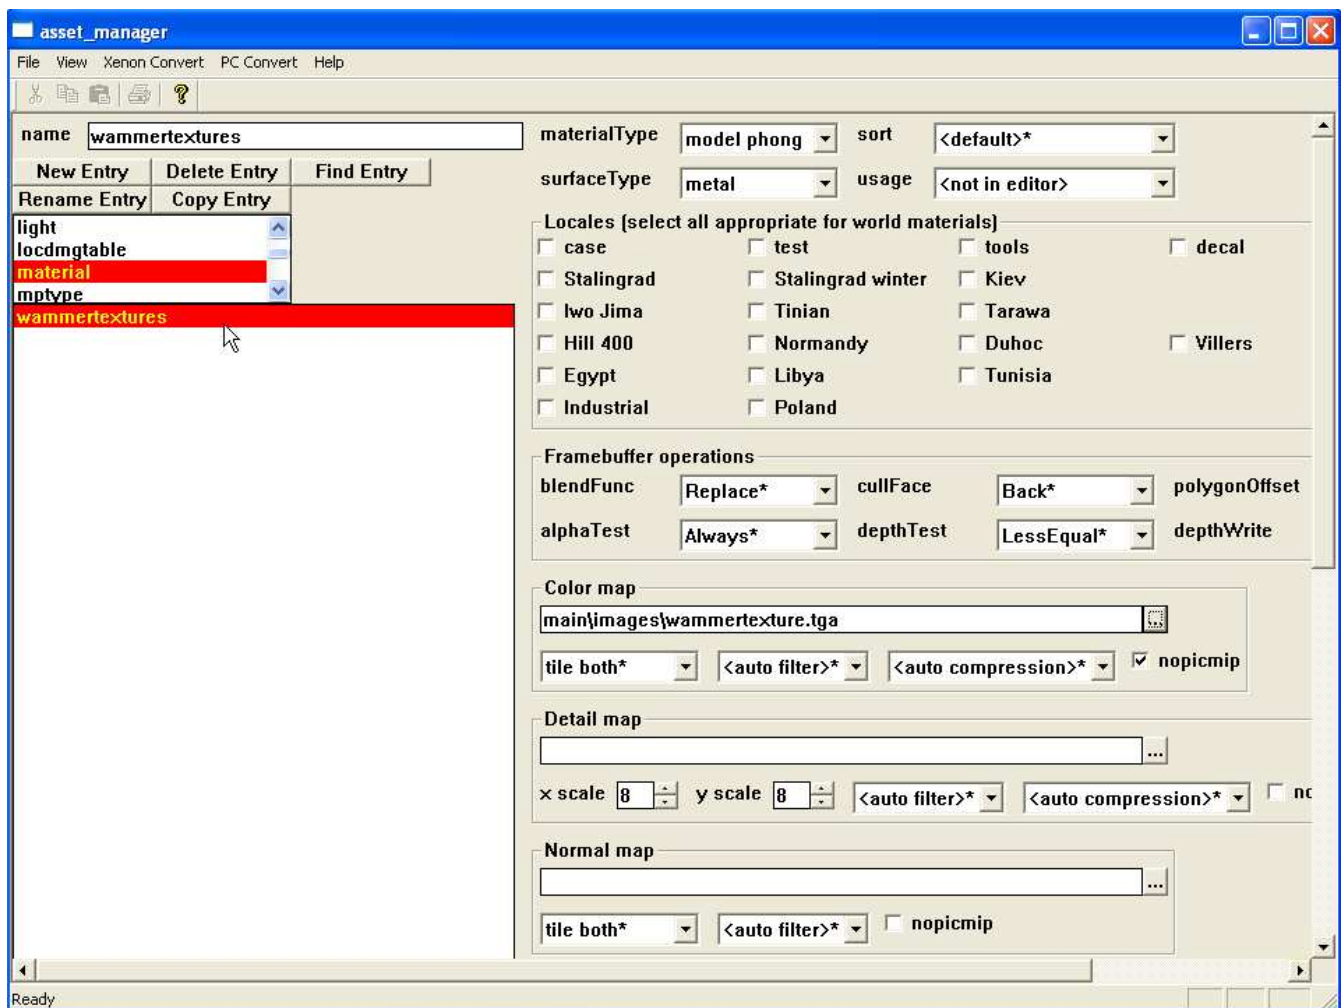 asset_manager
File View Xenon Convert PC Convert Help
name wammertextures
New Entry Delete Entry Find Entry
Rename Entry Copy Entry
light
locdmgtable
material
mptype
wammertextures
materialType model phong sort <default>*
surfaceType metal usage <not in editor>
Locales (select all appropriate for world materials)
case test tools decal
Stalingrad Stalingrad winter Kiev
Iwo Jima Tinian Tarawa
Hill 400 Normandy Duhoc Villers
Egypt Libya Tunisia
Industrial Poland
Framebuffer operations
blendFunc Replace* cullFace Back* polygonOffset
alphaTest Always* depthTest LessEqual* depthWrite
Color map
main\images\wammertexture.tga ...
tile both* <auto filter>* <auto compression>* nopicmip
Detail map
...
x scale 8 y scale 8 <auto filter>* <auto compression>*
Normal map
...
tile both* <auto filter>* nopicmip
Ready